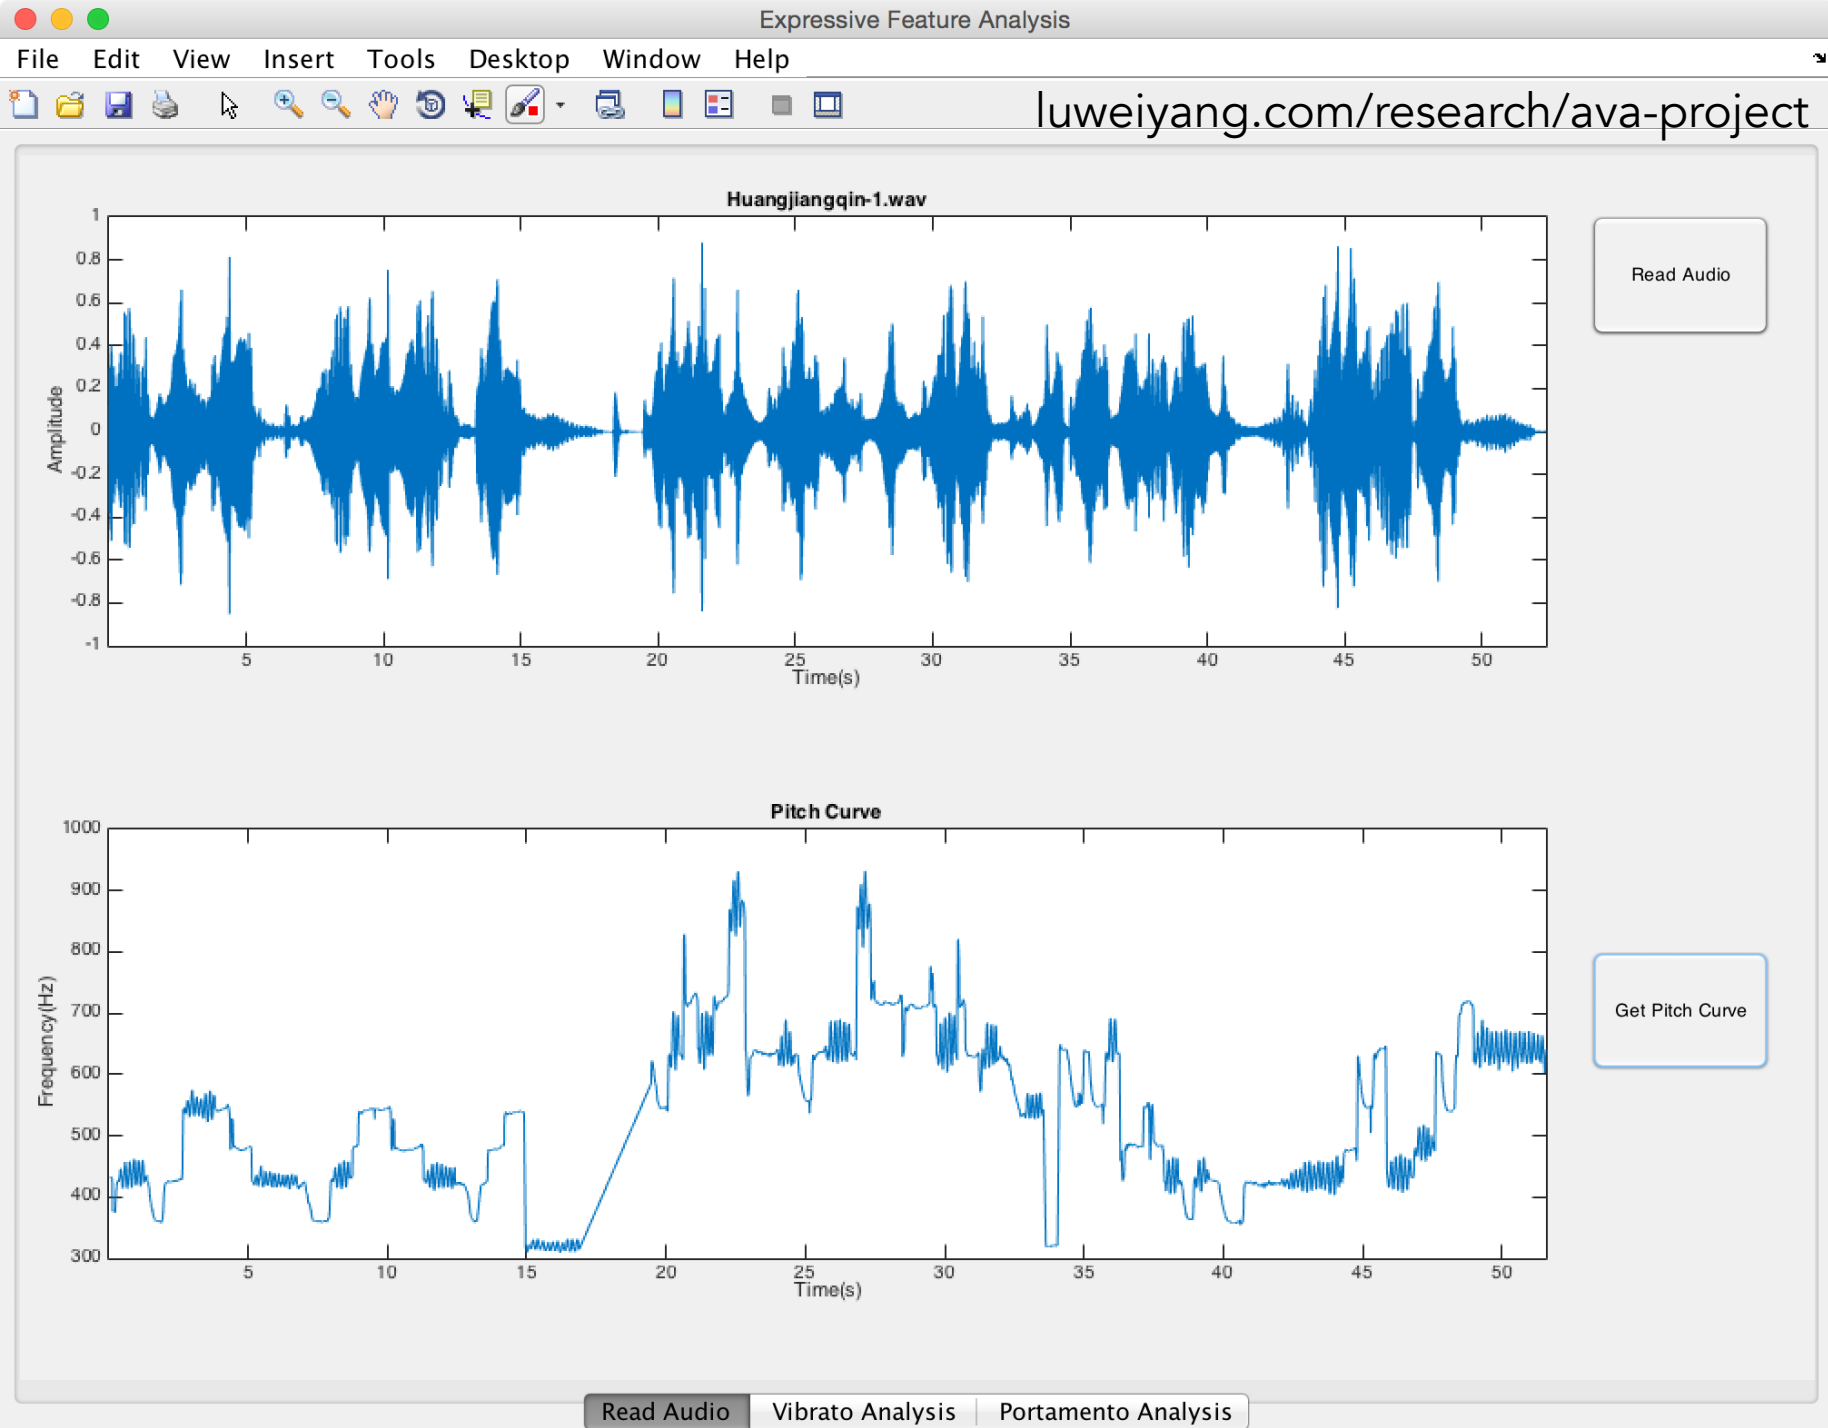 Expressive Feature Analysis
File Edit View Insert Tools Desktop Window Help
luweiyang.com/research/ava-project
Huangjiangqin-1.wav
1
0.8
0.6
0.4
0.2
0
-0.2
-0.4
-0.6
-0.8
-1
Amplitude
5 10 15 20 25 30 35 40 45 50
Time(s)
Read Audio
Pitch Curve
1000
900
800
700
600
500
400
300
Frequency(Hz)
5 10 15 20 25 30 35 40 45 50
Time(s)
Get Pitch Curve
Read Audio Vibrato Analysis Portamento Analysis